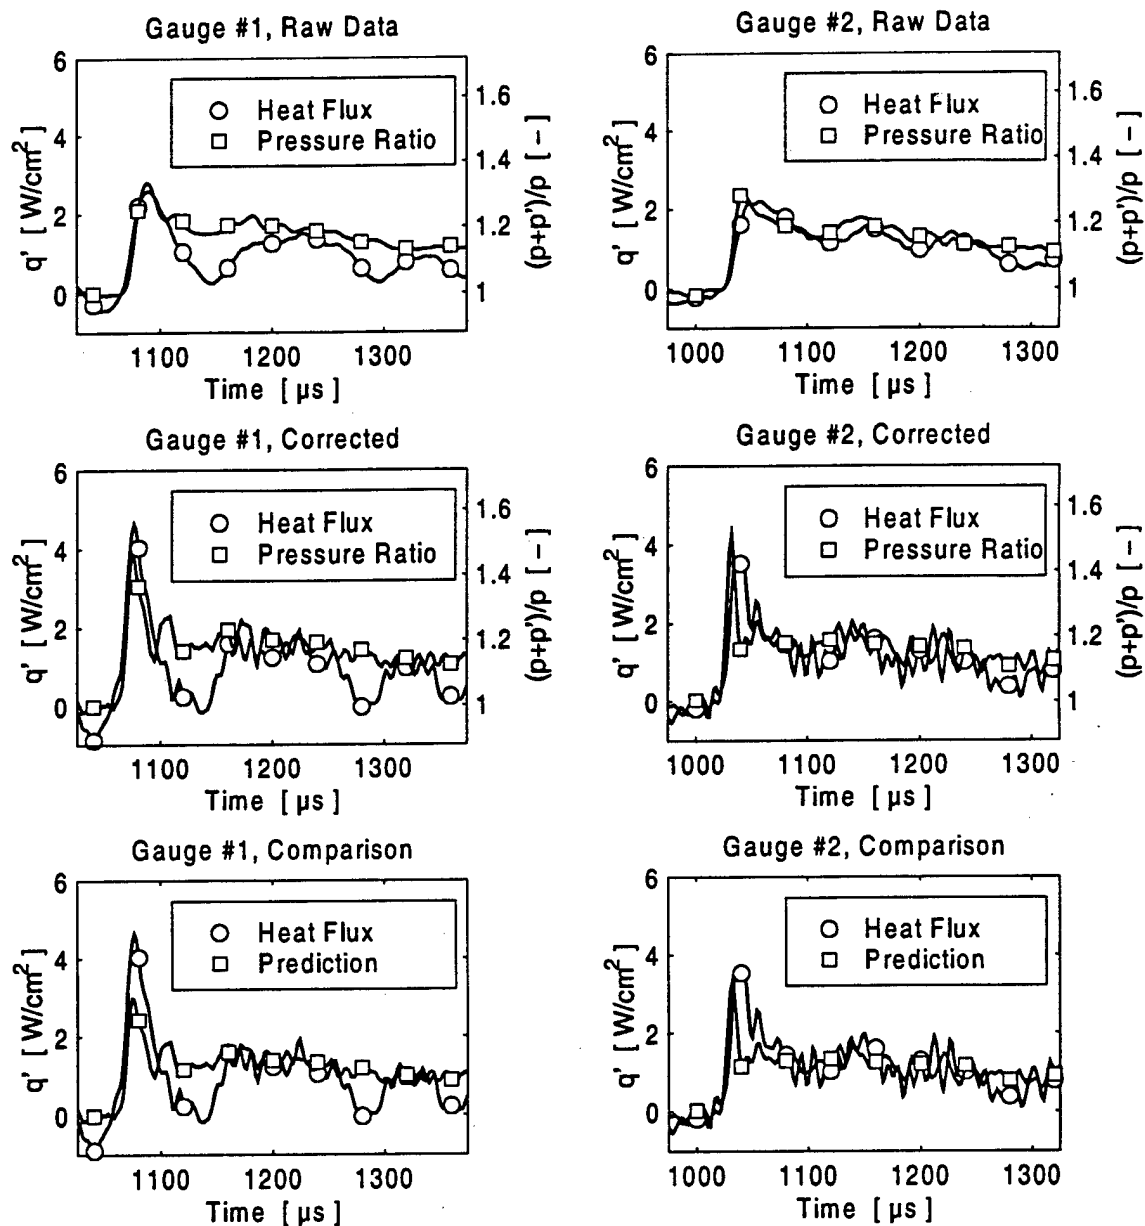 Gauge #1, Raw Data
6
4
2
0
q' [ W/cm² ]
Heat Flux
Pressure Ratio
1.6
1.4
1.2
1
(p+p')/p [ – ]
1100 1200 1300
Time [ µs ]
Gauge #2, Raw Data
6
4
2
0
q' [ W/cm² ]
Heat Flux
Pressure Ratio
1.6
1.4
1.2
1
(p+p')/p [ – ]
1000 1100 1200 1300
Time [ µs ]
Gauge #1, Corrected
6
4
2
0
q' [ W/cm² ]
Heat Flux
Pressure Ratio
1.6
1.4
1.2
1
(p+p')/p [ – ]
1100 1200 1300
Time [ µs ]
Gauge #2, Corrected
6
4
2
0
q' [ W/cm² ]
Heat Flux
Pressure Ratio
1.6
1.4
1.2
1
(p+p')/p [ – ]
1000 1100 1200 1300
Time [ µs ]
Gauge #1, Comparison
6
4
2
0
q' [ W/cm² ]
Heat Flux
Prediction
1100 1200 1300
Time [ µs ]
Gauge #2, Comparison
6
4
2
0
q' [ W/cm² ]
Heat Flux
Prediction
1000 1100 1200 1300
Time [ µs ]